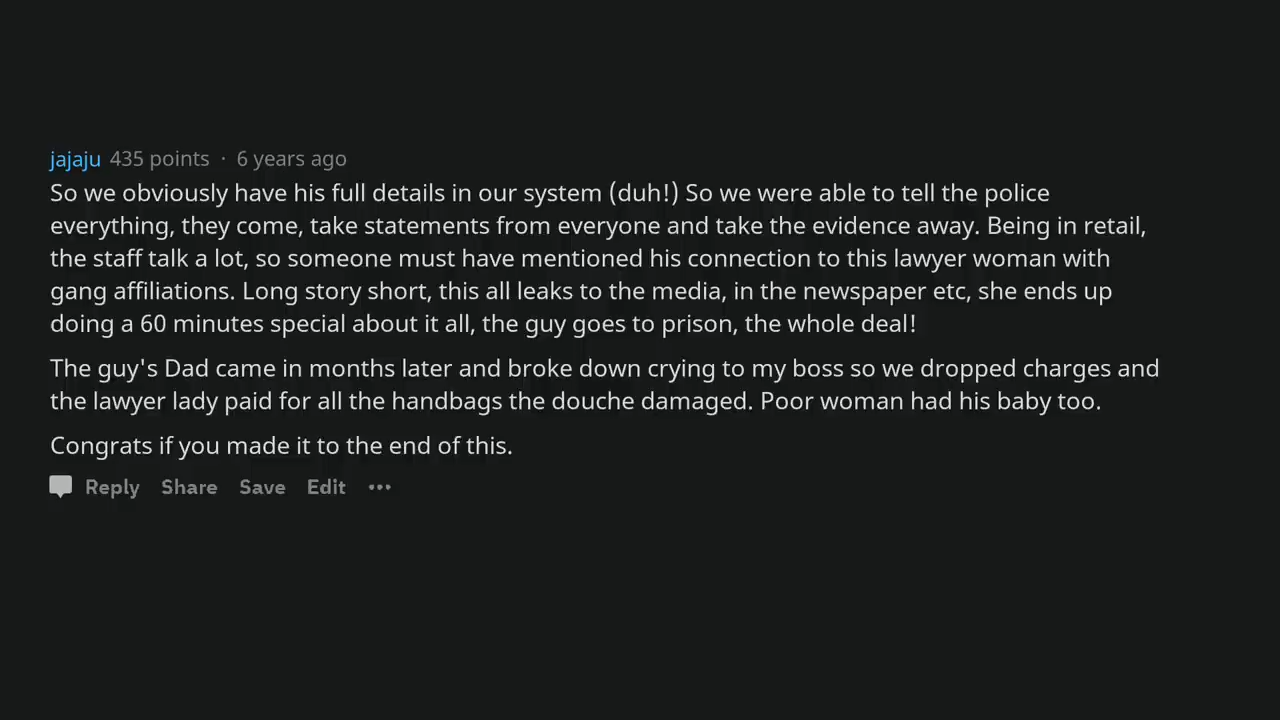 jajaju 435 points · 6 years ago
So we obviously have his full details in our system (duh!) So we were able to tell the police
everything, they come, take statements from everyone and take the evidence away. Being in retail,
the staff talk a lot, so someone must have mentioned his connection to this lawyer woman with
gang affiliations. Long story short, this all leaks to the media, in the newspaper etc, she ends up
doing a 60 minutes special about it all, the guy goes to prison, the whole deal!
The guy's Dad came in months later and broke down crying to my boss so we dropped charges and
the lawyer lady paid for all the handbags the douche damaged. Poor woman had his baby too.
Congrats if you made it to the end of this.
Reply Share Save Edit •••